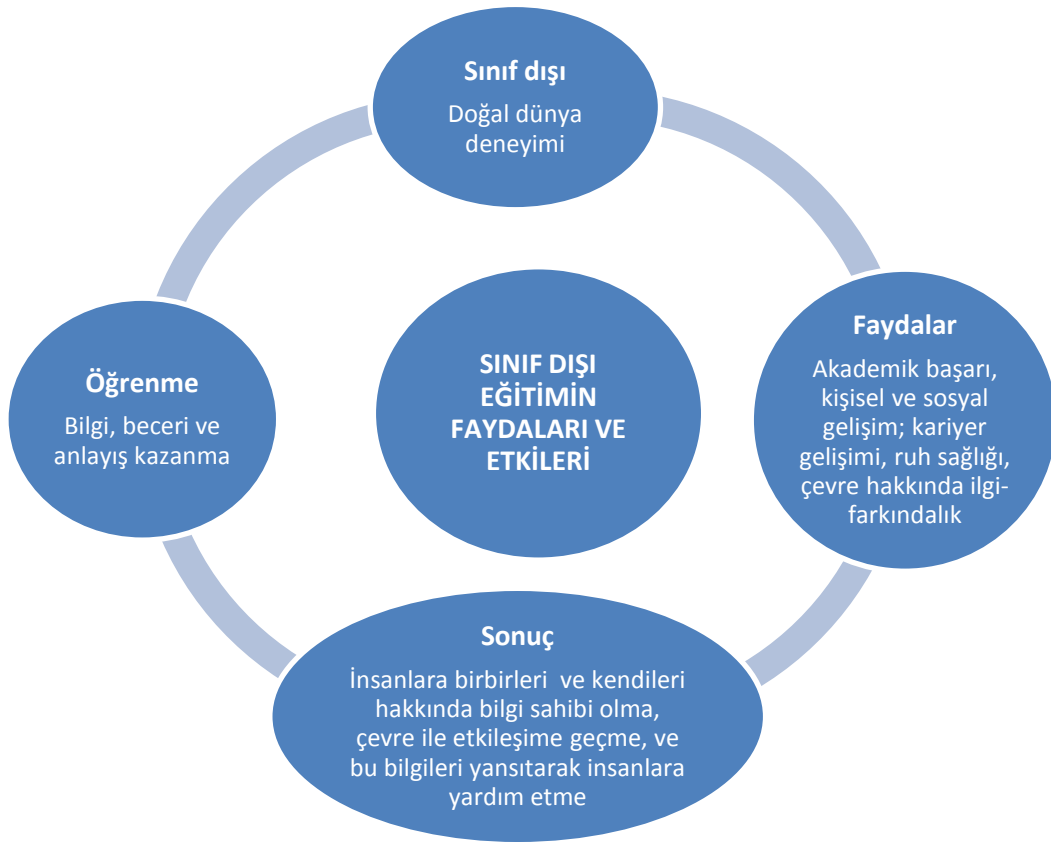 Sınıf dışı
Doğal dünya
deneyimi
Faydalar
Akademik başarı,
kişisel ve sosyal
gelişim; kariyer
gelişimi, ruh sağlığı,
çevre hakkında ilgi-
farkındalık
Sonuç
İnsanlara birbirleri  ve kendileri
hakkında bilgi sahibi olma,
çevre ile etkileşime geçme, ve
bu bilgileri yansıtarak insanlara
yardım etme
Öğrenme
Bilgi, beceri ve
anlayış kazanma
SINIF DIŞI
EĞİTİMİN
FAYDALARI VE
ETKİLERİ